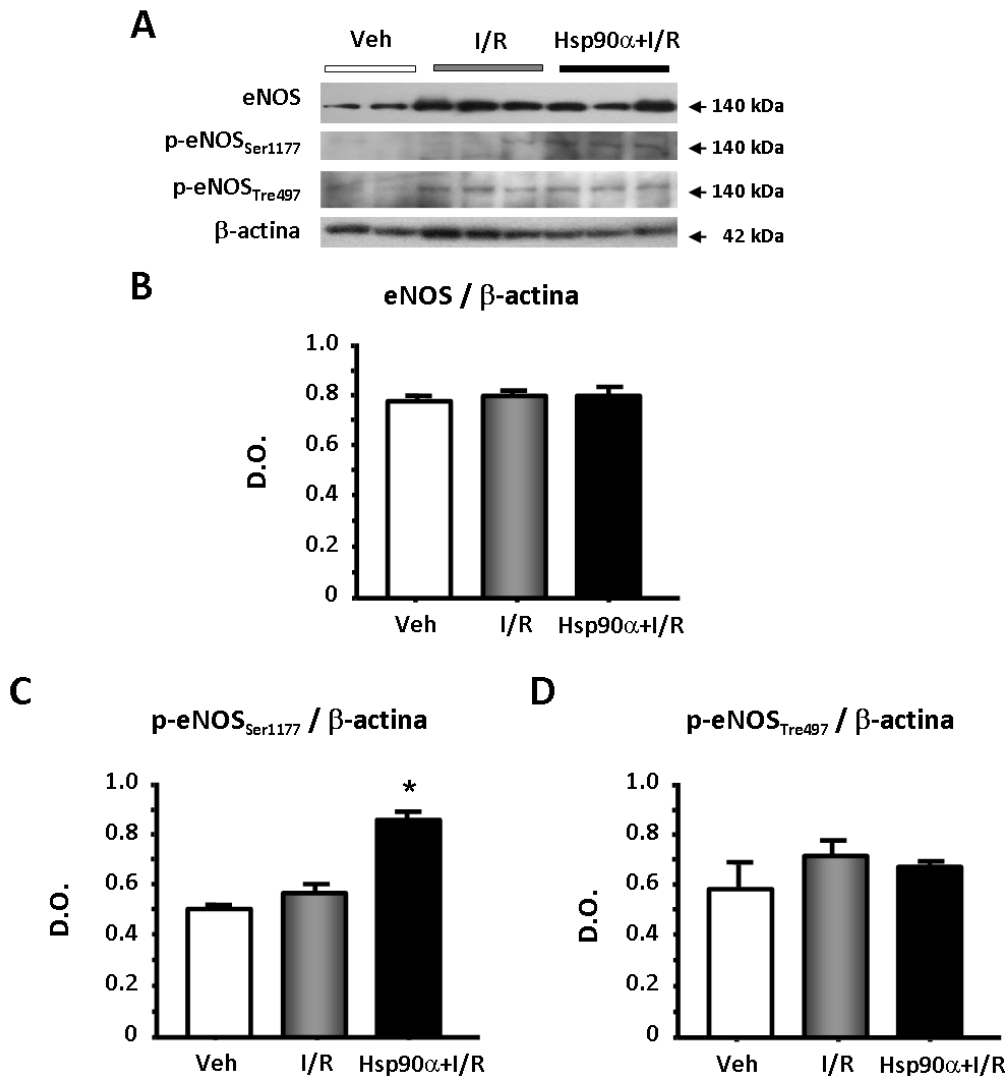 A
Veh I/R Hsp90α+I/R
eNOS ← 140 kDa
p-eNOSSer1177 ← 140 kDa
p-eNOSTre497 ← 140 kDa
β-actina ← 42 kDa
B
eNOS / β-actina
1.0
0.8
0.6
0.4
0.2
0
D.O.
Veh I/R Hsp90α+I/R
C
p-eNOSSer1177 / β-actina
*
1.0
0.8
0.6
0.4
0.2
0
D.O.
Veh I/R Hsp90α+I/R
D
p-eNOSTre497 / β-actina
1.0
0.8
0.6
0.4
0.2
0
D.O.
Veh I/R Hsp90α+I/R